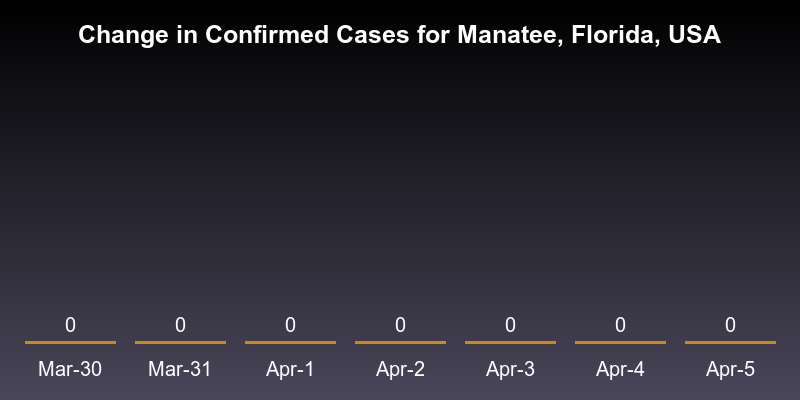 Change in Confirmed Cases for Manatee, Florida, USA
0 0 0 0 0 0 0
Mar-30 Mar-31 Apr-1 Apr-2 Apr-3 Apr-4 Apr-5